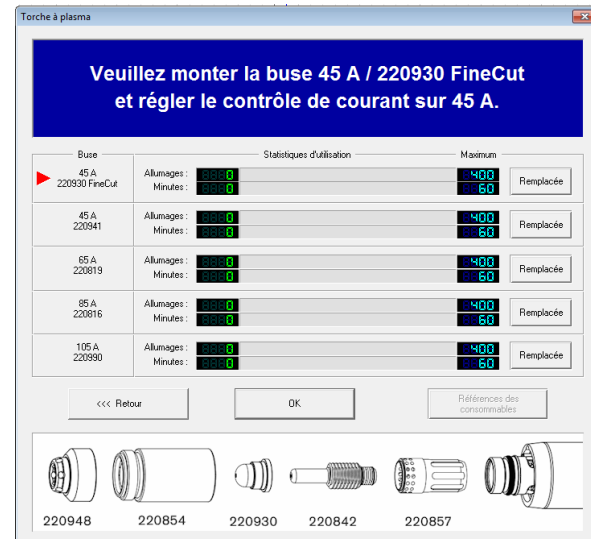 Torche à plasma
Veuillez monter la buse 45 A / 220930 FineCut
et régler le contrôle de courant sur 45 A.
Buse Statistiques d'utilisation Maximum
45 A
220930 FineCut
Allumages : 0 400
Minutes : 0 60
Remplacée
45 A
220941
Allumages : 0 400
Minutes : 0 60
Remplacée
65 A
220819
Allumages : 0 400
Minutes : 0 60
Remplacée
85 A
220816
Allumages : 0 400
Minutes : 0 60
Remplacée
105 A
220990
Allumages : 0 400
Minutes : 0 60
Remplacée
<<< Retour OK Références des
consommables
220948 220854 220930 220842 220857